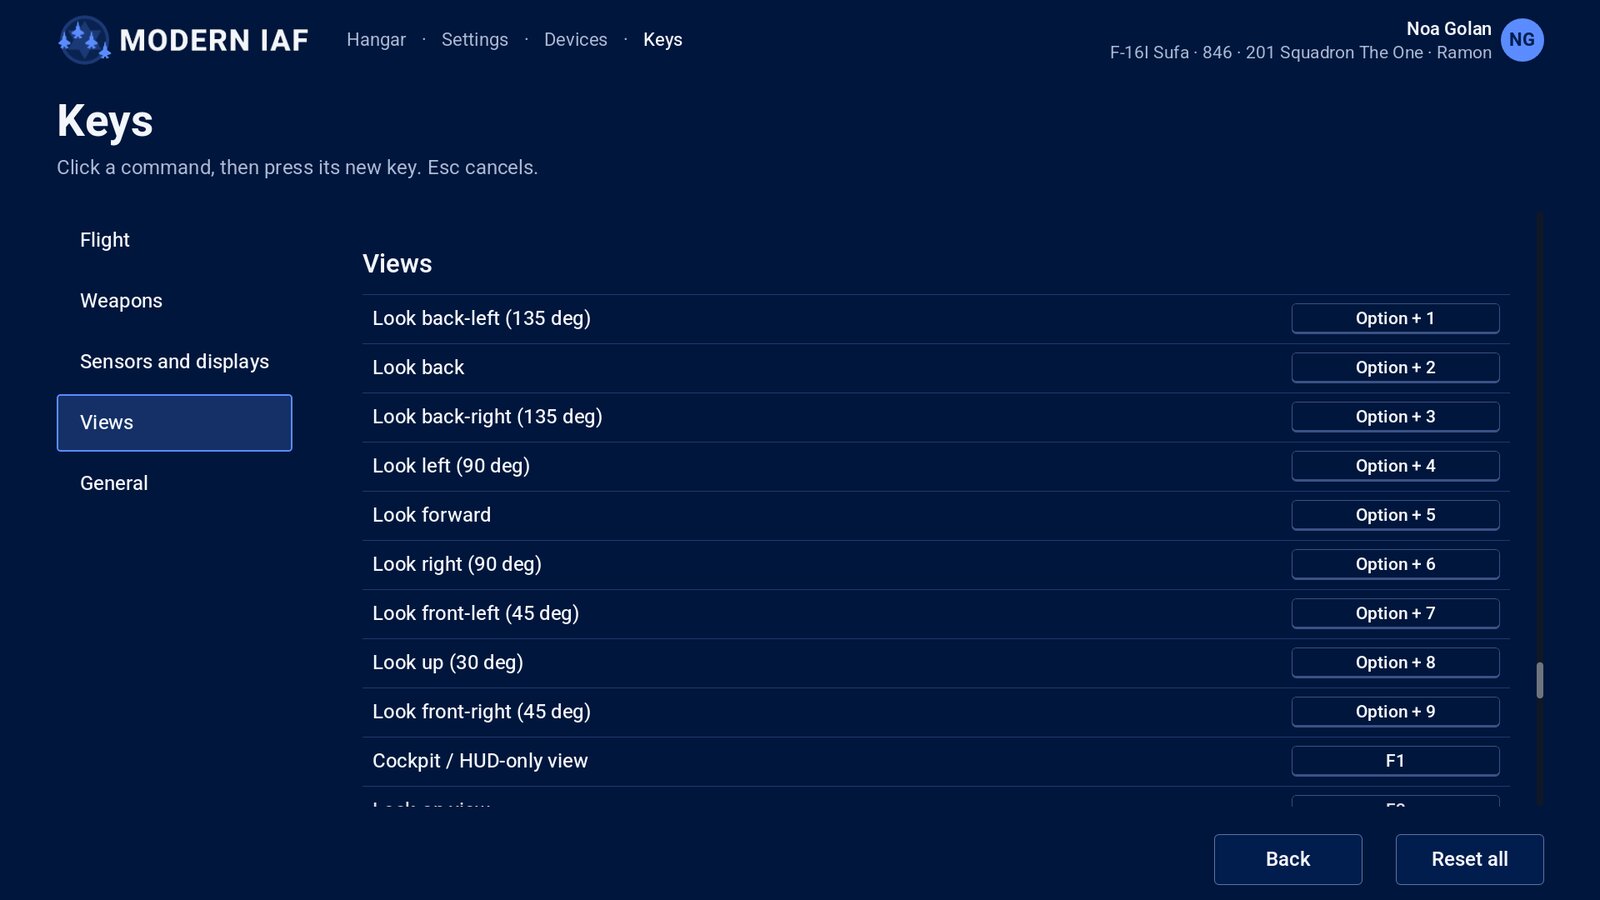 MODERN IAF
Hangar · Settings · Devices · Keys
Noa Golan
F-16I Sufa · 846 · 201 Squadron The One · Ramon
NG
Keys
Click a command, then press its new key. Esc cancels.
Flight
Weapons
Sensors and displays
Views
General
Views
Look back-left (135 deg) Option + 1
Look back Option + 2
Look back-right (135 deg) Option + 3
Look left (90 deg) Option + 4
Look forward Option + 5
Look right (90 deg) Option + 6
Look front-left (45 deg) Option + 7
Look up (30 deg) Option + 8
Look front-right (45 deg) Option + 9
Cockpit / HUD-only view F1
Back
Reset all